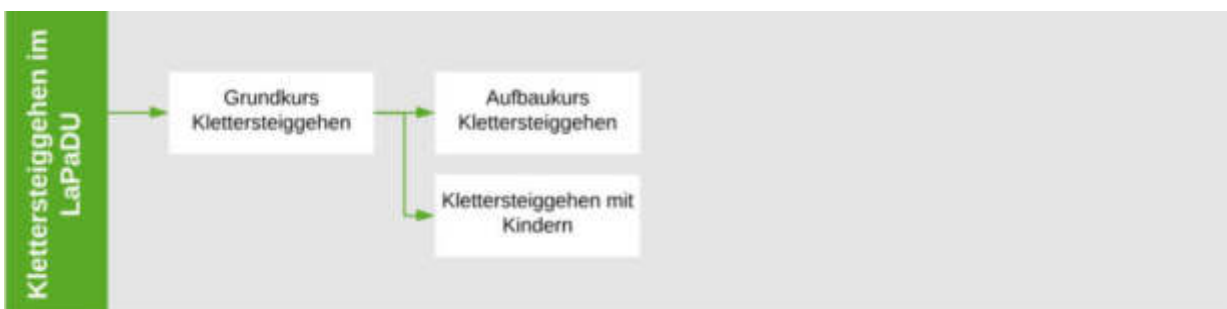 Klettersteiggehen im
LaPaDU
Grundkurs
Klettersteiggehen
Aufbaukurs
Klettersteiggehen
Klettersteiggehen mit
Kindern